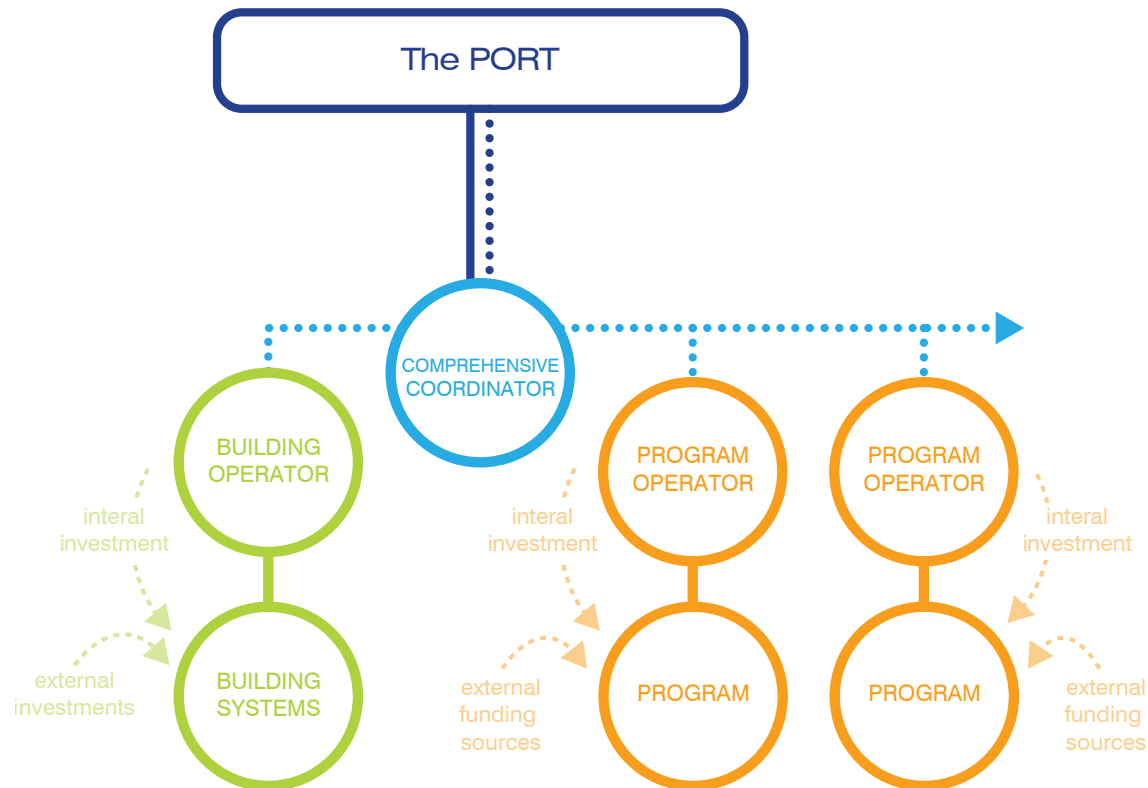 The PORT
COMPREHENSIVE
COORDINATOR
BUILDING
OPERATOR
PROGRAM
OPERATOR
PROGRAM
OPERATOR
interal
investment
interal
investment
interal
investment
external
investments
BUILDING
SYSTEMS
external
funding
sources
PROGRAM
PROGRAM
external
funding
sources